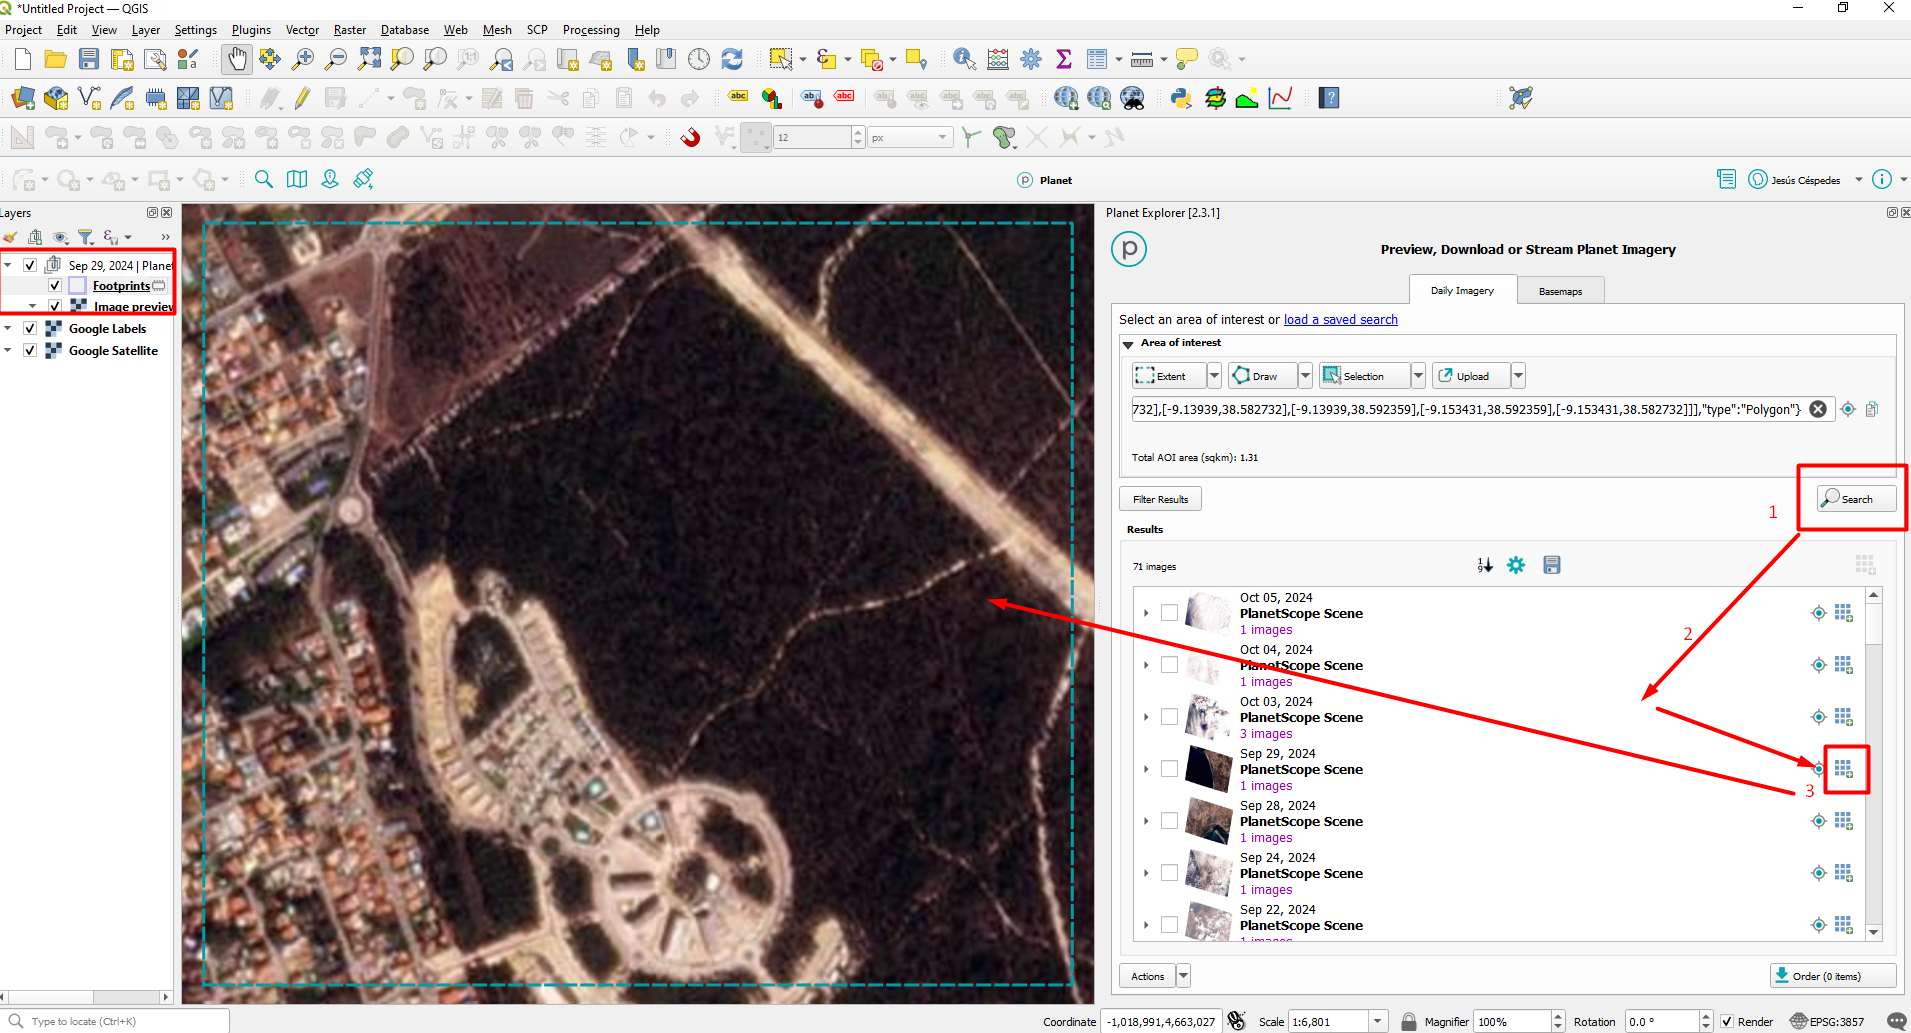 *Untitled Project — QGIS
Project Edit View Layer Settings Plugins Vector Raster Database Web Mesh SCP Processing Help
abc abc
12 px
p Planet
Jesús Céspedes
Layers
Sep 29, 2024 | Planet
Footprints
Image preview
Google Labels
Google Satellite
Planet Explorer [2.3.1]
p
Preview, Download or Stream Planet Imagery
Daily Imagery Basemaps
Select an area of interest or load a saved search
Area of interest
Extent Draw Selection Upload
732],[-9.13939,38.582732],[-9.13939,38.592359],[-9.153431,38.592359],[-9.153431,38.582732]]],"type":"Polygon"}
Total AOI area (sqkm): 1.31
Filter Results
Search
1
Results
71 images
Oct 05, 2024
PlanetScope Scene
1 images
2
Oct 04, 2024
PlanetScope Scene
1 images
Oct 03, 2024
PlanetScope Scene
3 images
Sep 29, 2024
PlanetScope Scene
1 images
3
Sep 28, 2024
PlanetScope Scene
1 images
Sep 24, 2024
PlanetScope Scene
1 images
Sep 22, 2024
PlanetScope Scene
1 images
Actions
Order (0 items)
Type to locate (Ctrl+K)
Coordinate -1,018,991,4,663,027 Scale 1:6,801 Magnifier 100% Rotation 0.0 ° Render EPSG:3857